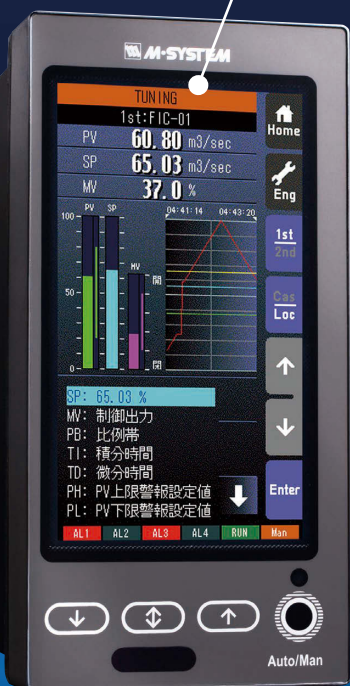 M-SYSTEM
TUNING
1st:FIC-01
PV 60.80 m3/sec
SP 65.03 m3/sec
MV 37.0 %
Home
Eng
1st
2nd
Cas
Loc
Enter
PV SP
MV
04:41:14 04:43:20
100
50
0
開
閉
SP: 65.03 %
MV: 制御出力
PB: 比例帯
TI: 積分時間
TD: 微分時間
PH: PV上限警報設定値
PL: PV下限警報設定値
AL1 AL2 AL3 AL4 RUN Man
Auto/Man